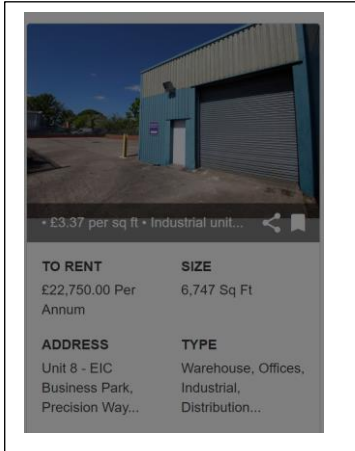 • £3.37 per sq ft • Industrial unit...
TO RENT
£22,750.00 Per
Annum
SIZE
6,747 Sq Ft
ADDRESS
Unit 8 - EIC
Business Park,
Precision Way...
TYPE
Warehouse, Offices,
Industrial,
Distribution...